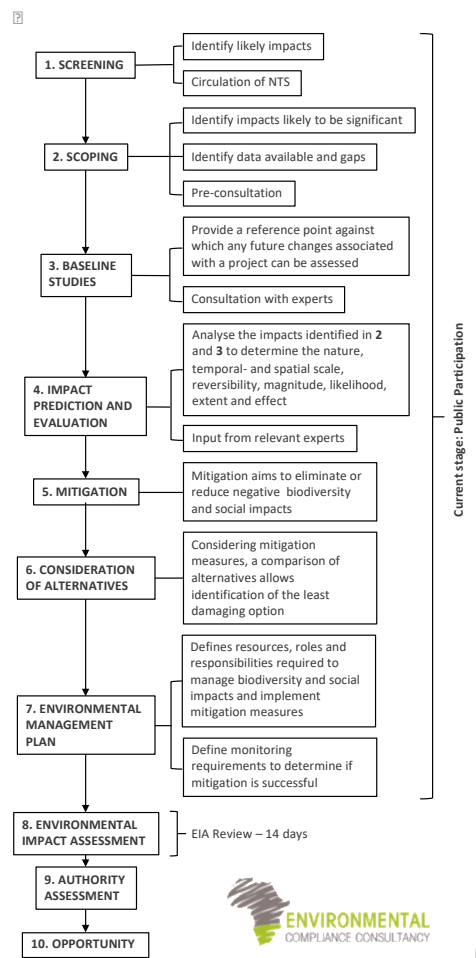 1. SCREENING
Identify likely impacts
Circulation of NTS
2. SCOPING
Identify impacts likely to be significant
Identify data available and gaps
Pre-consultation
3. BASELINE
STUDIES
Provide a reference point against
which any future changes associated
with a project can be assessed
Consultation with experts
4. IMPACT
PREDICTION AND
EVALUATION
Analyse the impacts identified in 2
and 3 to determine the nature,
temporal- and spatial scale,
reversibility, magnitude, likelihood,
extent and effect
Input from relevant experts
5. MITIGATION
Mitigation aims to eliminate or
reduce negative biodiversity
and social impacts
6. CONSIDERATION
OF ALTERNATIVES
Considering mitigation
measures, a comparison of
alternatives allows
identification of the least
damaging option
7. ENVIRONMENTAL
MANAGEMENT
PLAN
Defines resources, roles and
responsibilities required to
manage biodiversity and social
impacts and implement
mitigation measures
Define monitoring
requirements to determine if
mitigation is successful
Current stage: Public Participation
8. ENVIRONMENTAL
IMPACT ASSESSMENT
EIA Review – 14 days
9. AUTHORITY
ASSESSMENT
10. OPPORTUNITY
ENVIRONMENTAL
COMPLIANCE CONSULTANCY